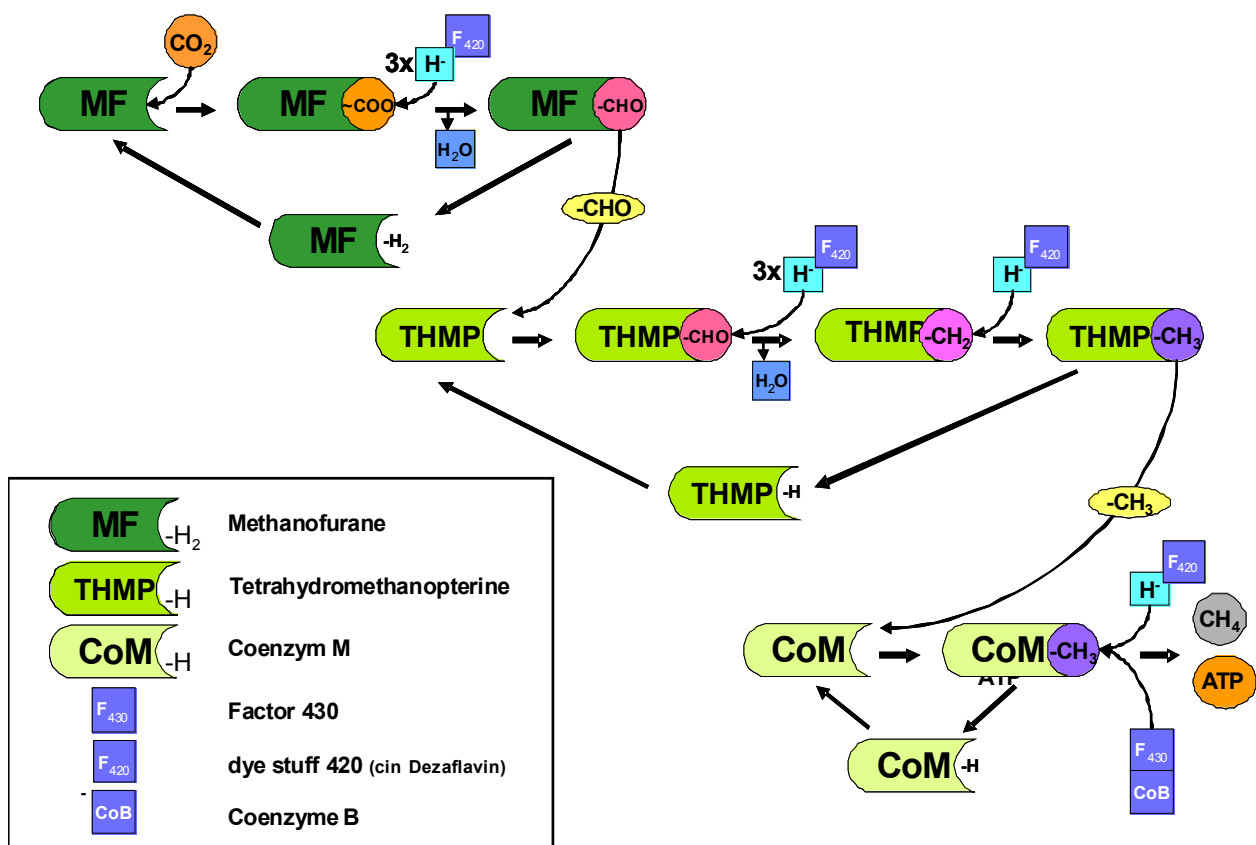 CO2
F420
3x H-
MF
MF ~COO
MF -CHO
H2O
-CHO
MF -H2
F420
F420
3x H-
H-
THMP
THMP -CHO
THMP -CH2
THMP -CH3
H2O
THMP -H
-CH3
MF -H2 Methanofurane
THMP -H Tetrahydromethanopterine
CoM -H Coenzym M
F430 Factor 430
F420 dye stuff 420 (cin Dezaflavin)
- CoB Coenzyme B
F420
H-
CH4
CoM
CoM -CH3
ATP
ATP
CoM -H
F430
CoB